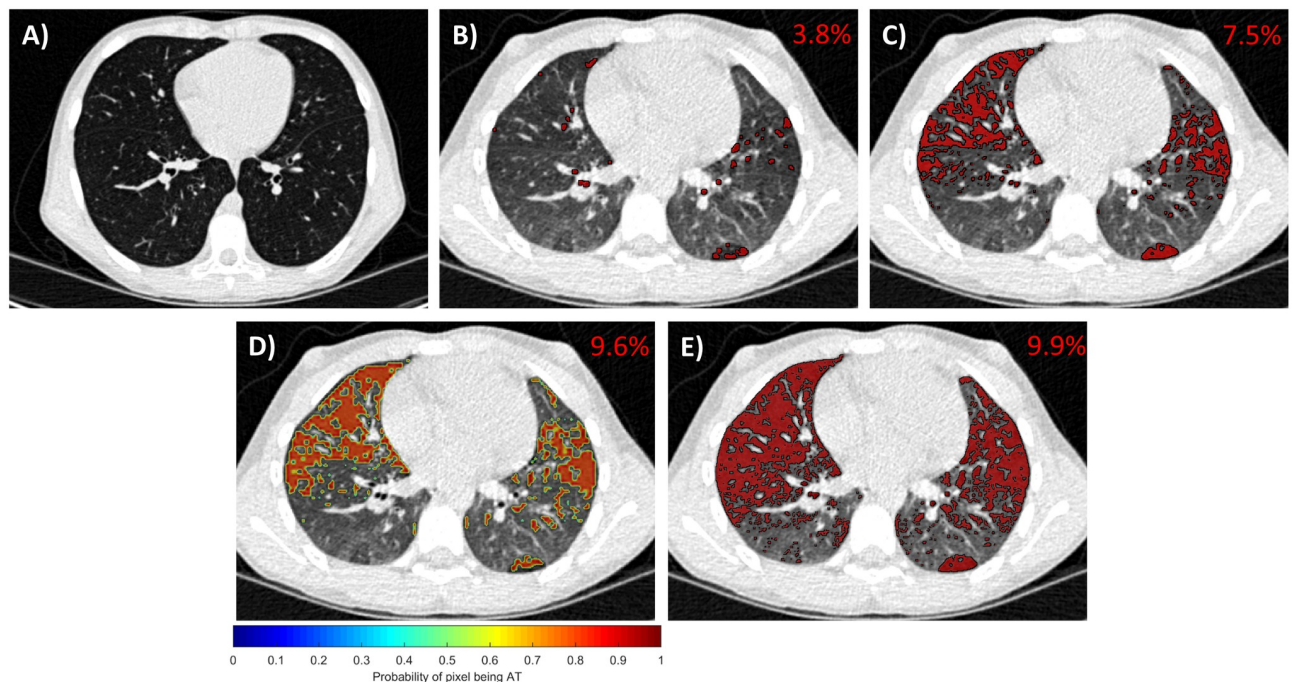 A)
B)
3.8%
C)
7.5%
D)
9.6%
E)
9.9%
0 0.1 0.2 0.3 0.4 0.5 0.6 0.7 0.8 0.9 1
Probability of pixel being AT